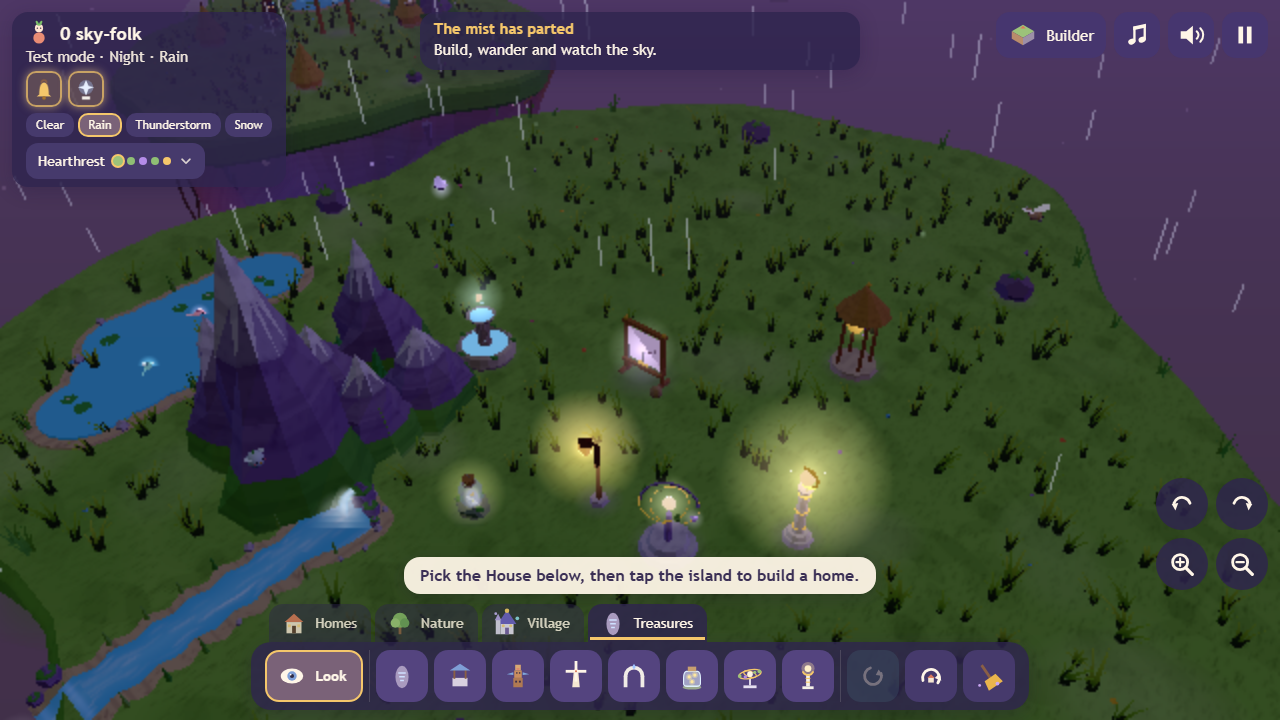 0 sky-folk
Test mode · Night · Rain
Clear Rain Thunderstorm Snow
Hearthrest
The mist has parted
Build, wander and watch the sky.
Builder
Pick the House below, then tap the island to build a home.
Homes Nature Village Treasures
Look